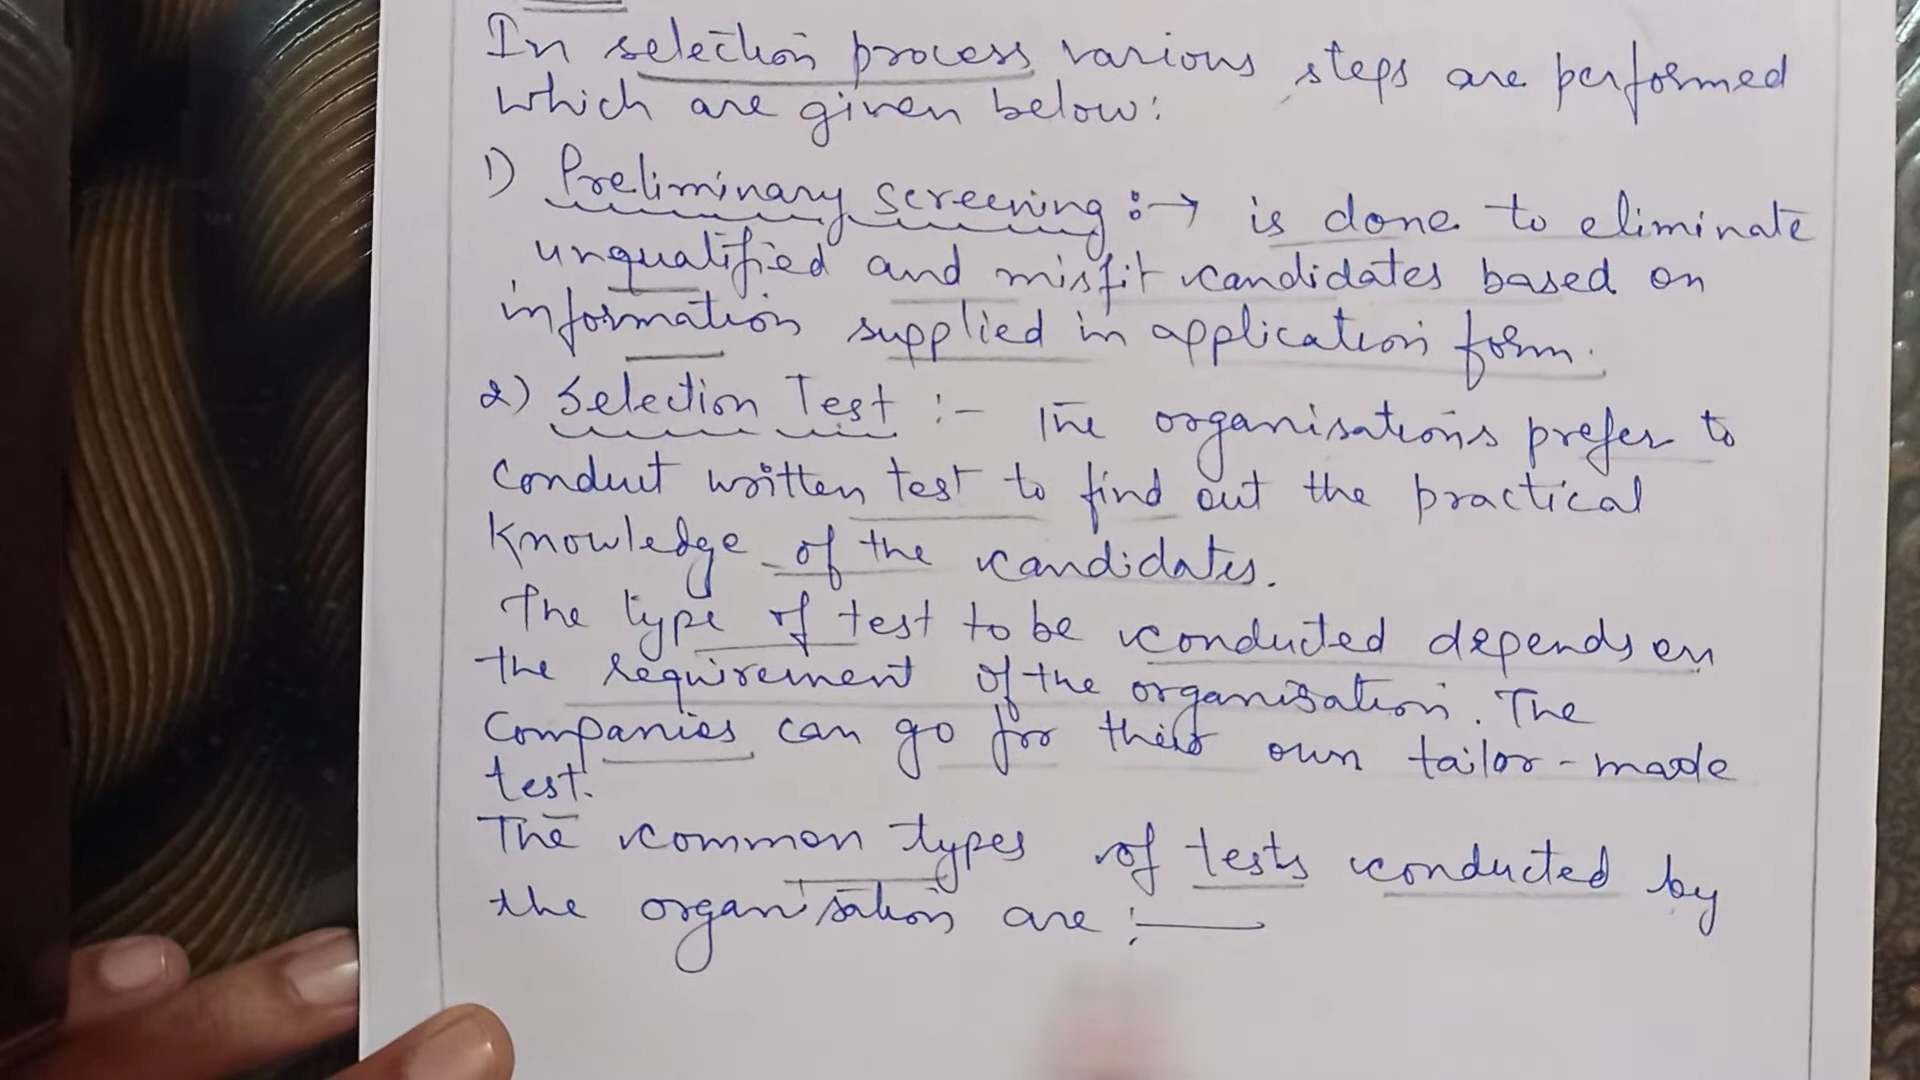 In selection process various steps are performed
which are given below:
1) Preliminary screening :→ is done to eliminate
unqualified and misfit candidates based on
information supplied in application form.
2) Selection Test :- The organisations prefer to
conduct written test to find out the practical
knowledge of the candidates.
The type of test to be conducted depends on
the requirement of the organisation. The
companies can go for their own tailor-made
test.
The common types of tests conducted by
the organisation are :—